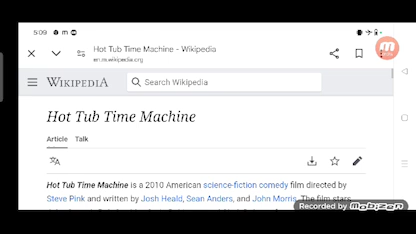 5:09
Hot Tub Time Machine - Wikipedia
en.m.wikipedia.org
WIKIPEDIA
Search Wikipedia
Hot Tub Time Machine
Article Talk
Hot Tub Time Machine is a 2010 American science-fiction comedy film directed by
Steve Pink and written by Josh Heald, Sean Anders, and John Morris. The film stars
Recorded by Mobizen